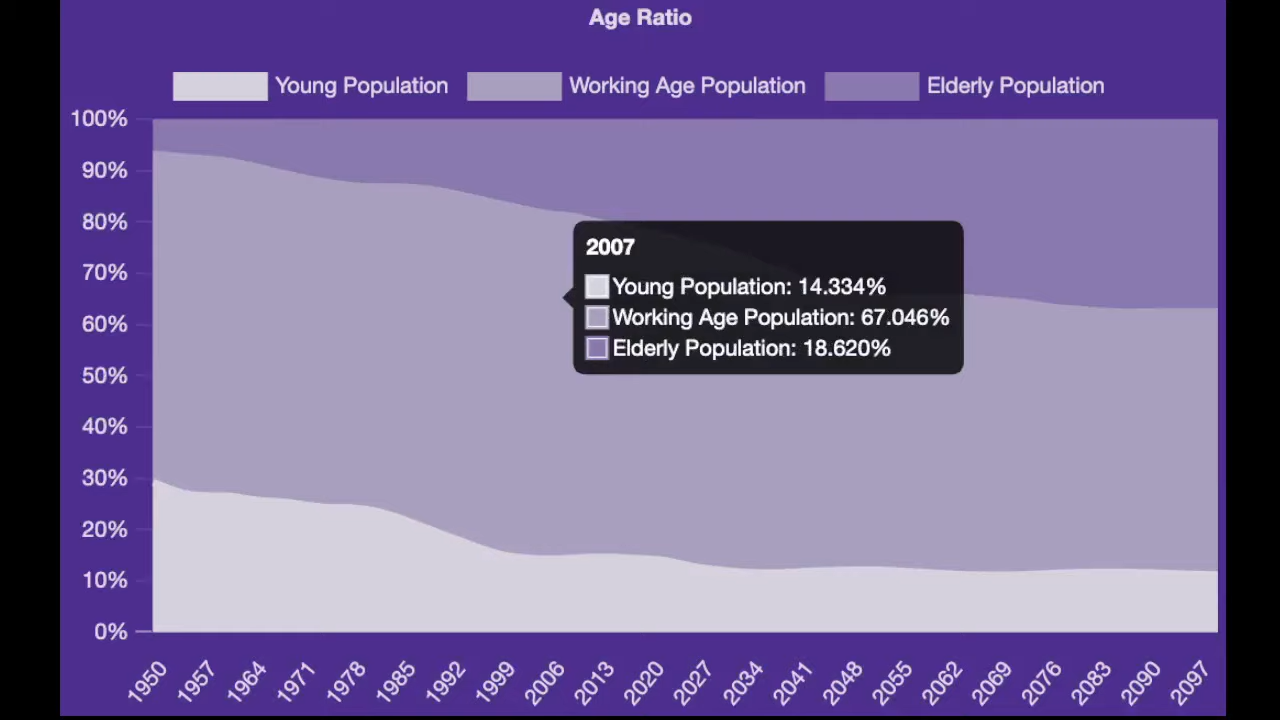 Age Ratio
Young Population Working Age Population Elderly Population
100%
90%
80%
70%
60%
50%
40%
30%
20%
10%
0%
2007
Young Population: 14.334%
Working Age Population: 67.046%
Elderly Population: 18.620%
1950 1957 1964 1971 1978 1985 1992 1999 2006 2013 2020 2027 2034 2041 2048 2055 2062 2069 2076 2083 2090 2097